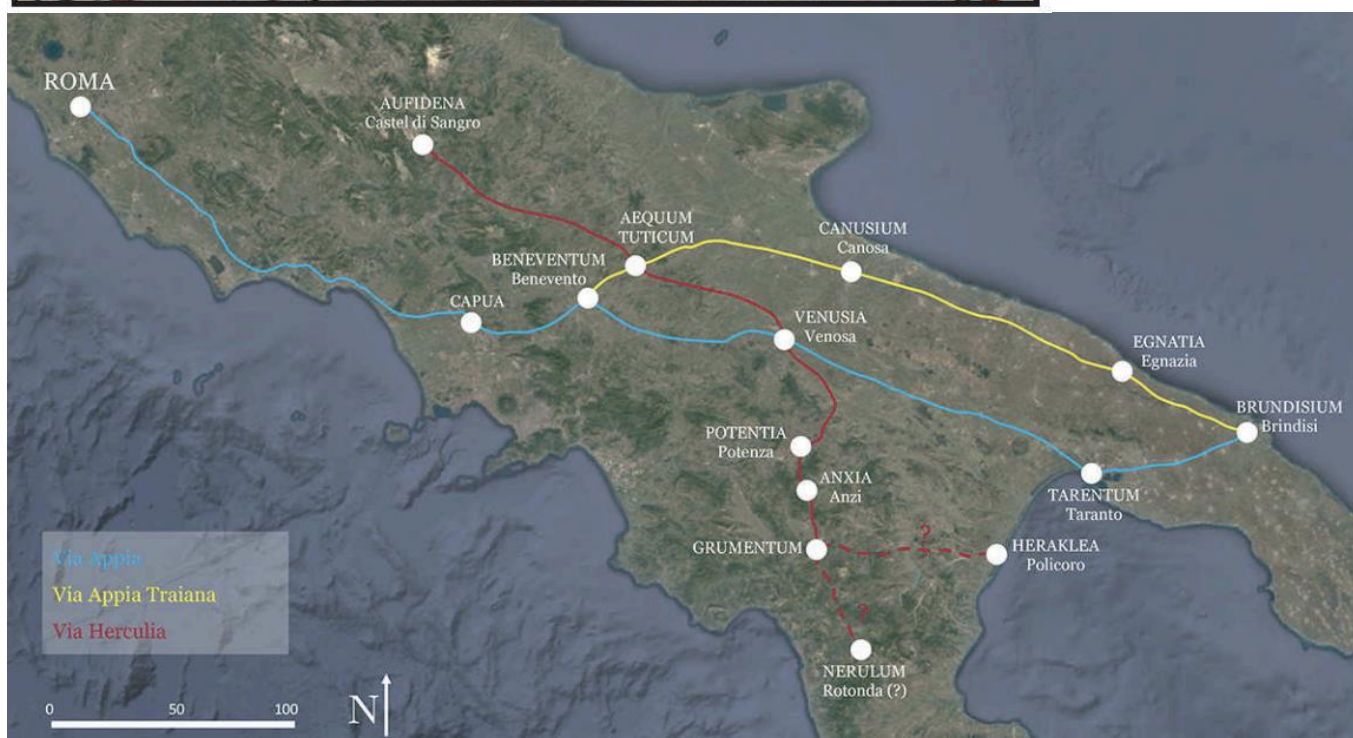 ROMA
AUFIDENA
Castel di Sangro
AEQUUM
TUTICUM
CANUSIUM
Canosa
BENEVENTUM
Benevento
CAPUA
VENUSIA
Venosa
EGNATIA
Egnazia
BRUNDISIUM
Brindisi
POTENTIA
Potenza
ANXIA
Anzi
TARENTUM
Taranto
GRUMENTUM
?
HERAKLEA
Policoro
?
NERULUM
Rotonda (?)
Via Appia
Via Appia Traiana
Via Herculia
0 50 100
N